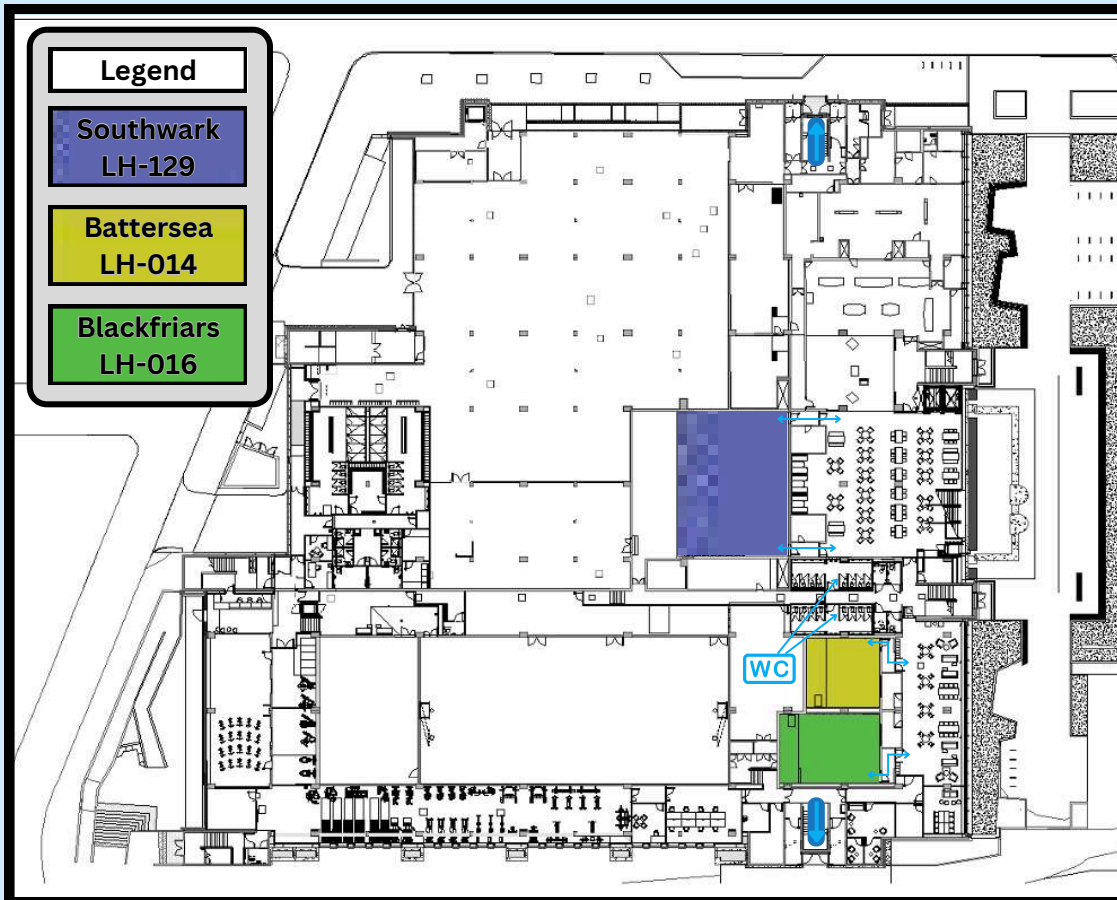 Legend
Southwark
LH-129
Battersea
LH-014
Blackfriars
LH-016
WC